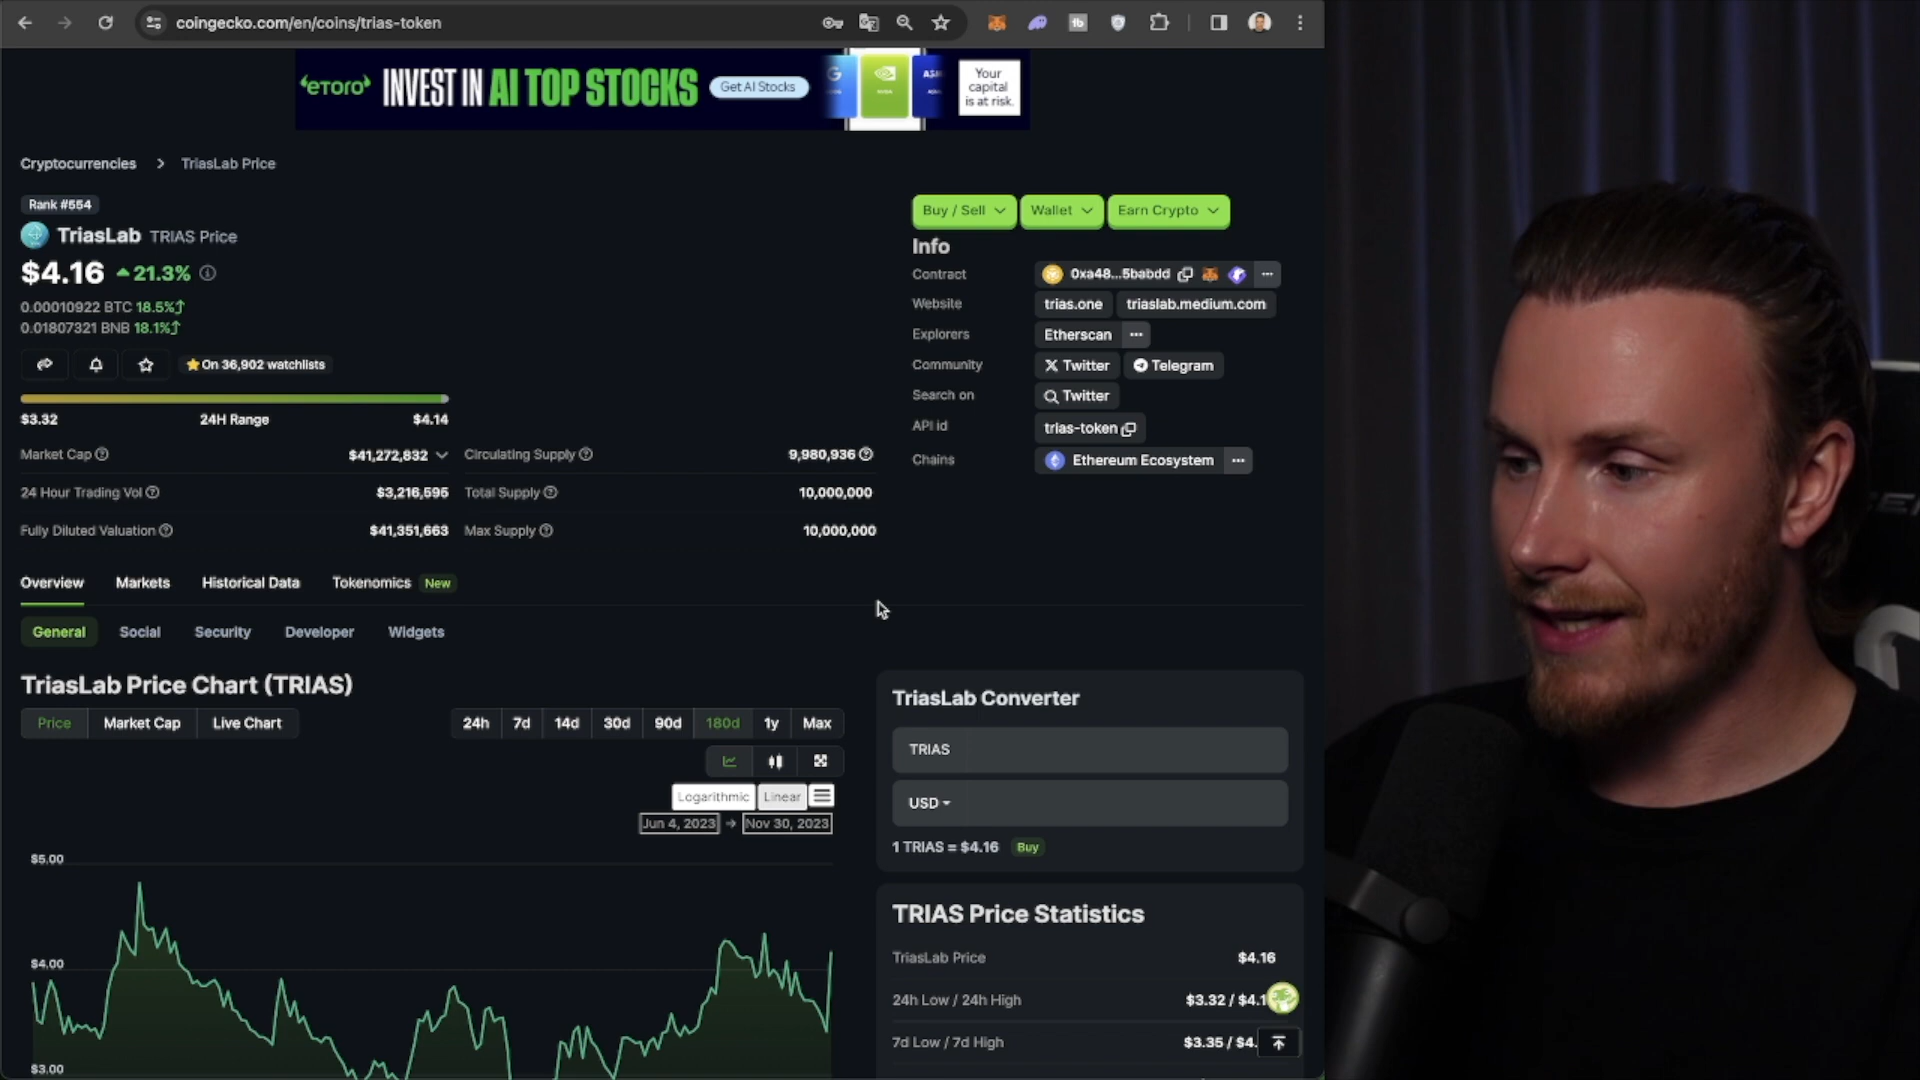 coingecko.com/en/coins/trias-token
eToro INVEST IN AI TOP STOCKS Get AI Stocks
Your
capital
is at risk.
Cryptocurrencies > TriasLab Price
Rank #554
TriasLab TRIAS Price
$4.16 21.3%
0.00010922 BTC 18.5%
0.01807321 BNB 18.1%
On 36,902 watchlists
$3.32 24H Range $4.14
Market Cap $41,272,832
Circulating Supply 9,980,936
24 Hour Trading Vol $3,216,595
Total Supply 10,000,000
Fully Diluted Valuation $41,351,663
Max Supply 10,000,000
Buy / Sell Wallet Earn Crypto
Info
Contract 0xa48...5babdd
Website trias.one triaslab.medium.com
Explorers Etherscan
Community Twitter Telegram
Search on Twitter
API id trias-token
Chains Ethereum Ecosystem
Overview Markets Historical Data Tokenomics New
General Social Security Developer Widgets
TriasLab Price Chart (TRIAS)
Price Market Cap Live Chart
24h 7d 14d 30d 90d 180d 1y Max
Logarithmic Linear
Jun 4, 2023 → Nov 30, 2023
$5.00
$4.00
$3.00
TriasLab Converter
TRIAS
USD
1 TRIAS = $4.16 Buy
TRIAS Price Statistics
TriasLab Price $4.16
24h Low / 24h High $3.32 / $4.1
7d Low / 7d High $3.35 / $4.